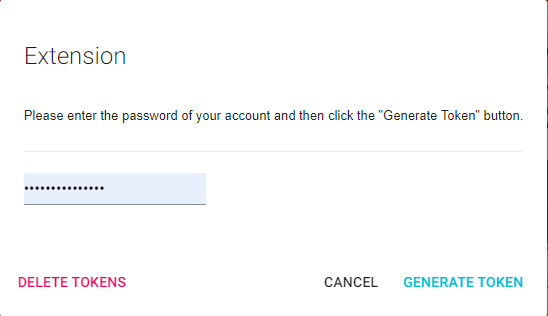 Extension
Please enter the password of your account and then click the "Generate Token" button.
•••••••••••••••
DELETE TOKENS CANCEL GENERATE TOKEN